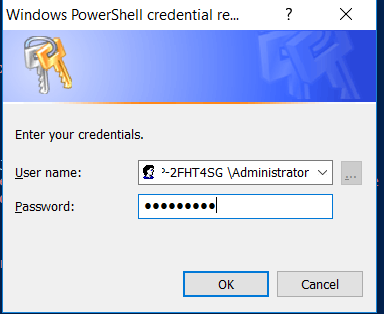 Windows PowerShell credential re...
Enter your credentials.
User name:
-2FHT4SG \Administrator
...
Password:
●●●●●●●●●
OK
Cancel